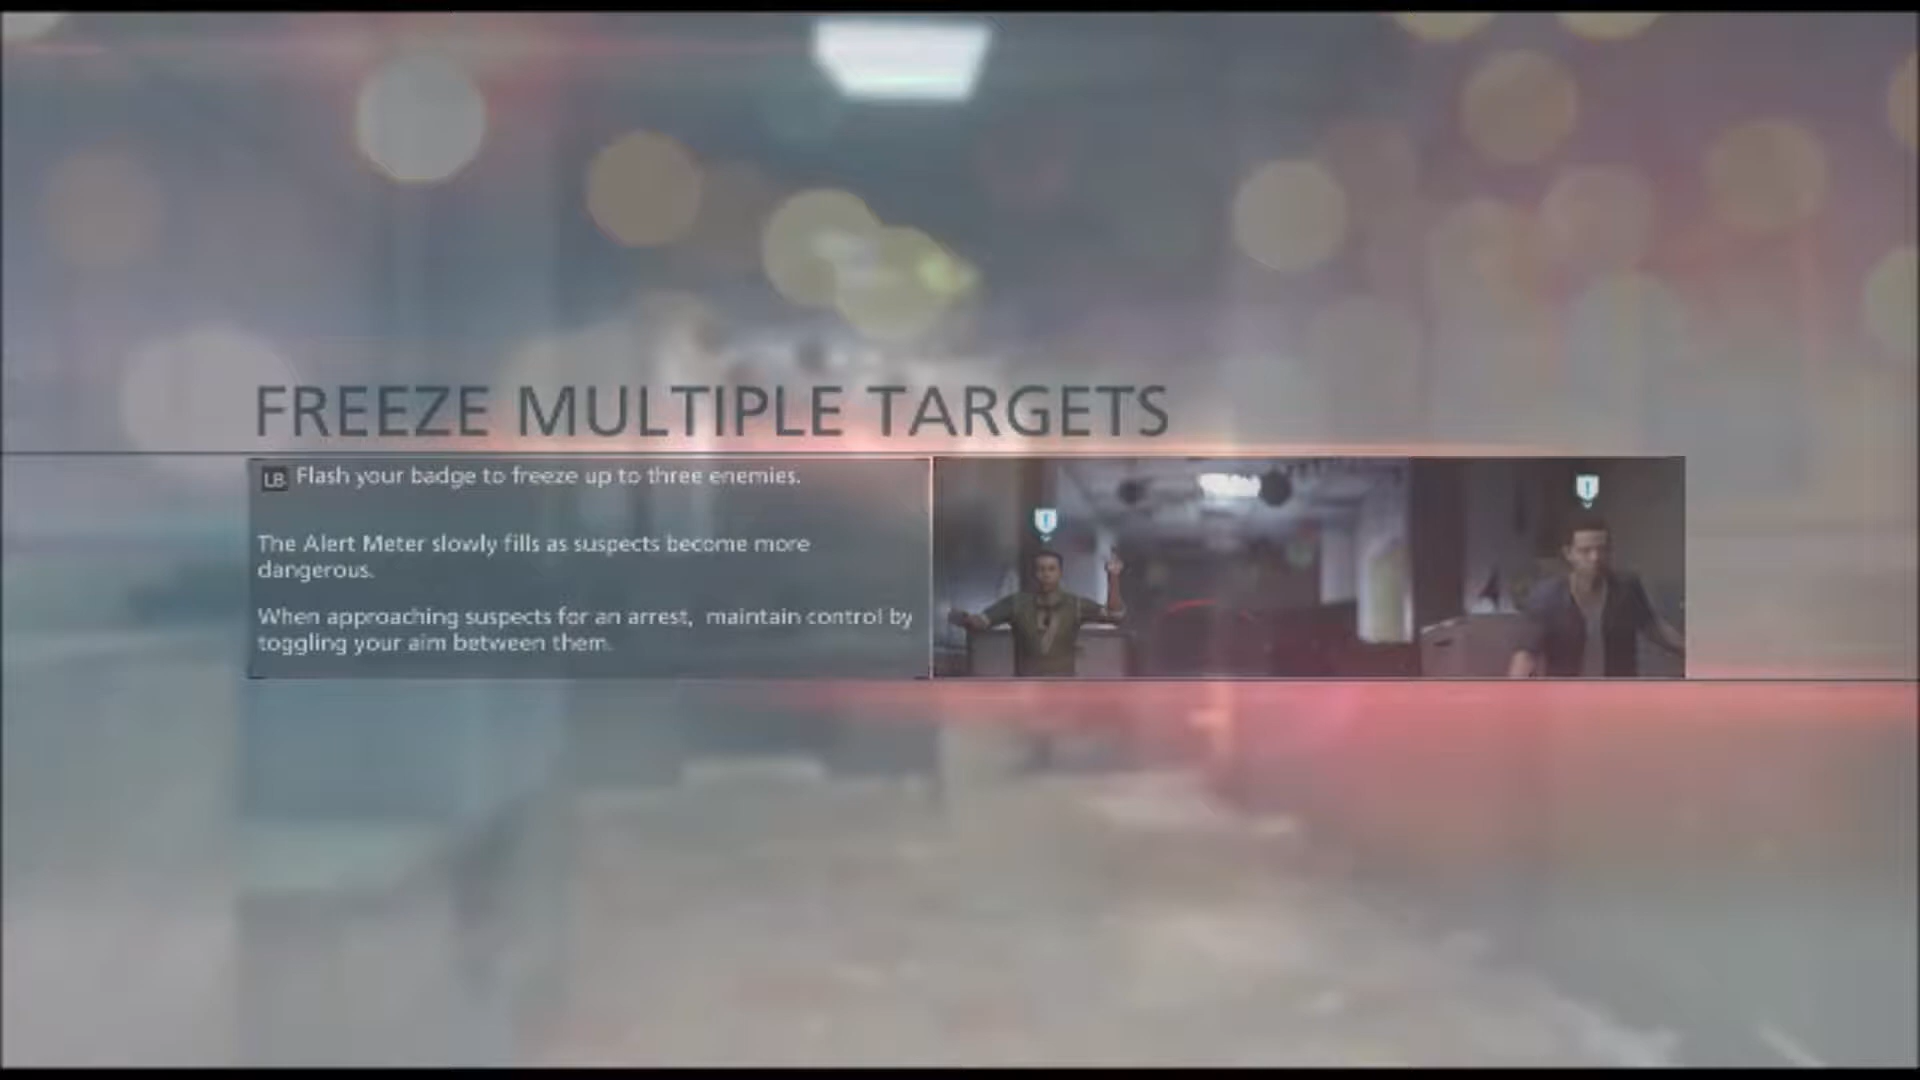 FREEZE MULTIPLE TARGETS
LB Flash your badge to freeze up to three enemies.
The Alert Meter slowly fills as suspects become more
dangerous.
When approaching suspects for an arrest, maintain control by
toggling your aim between them.